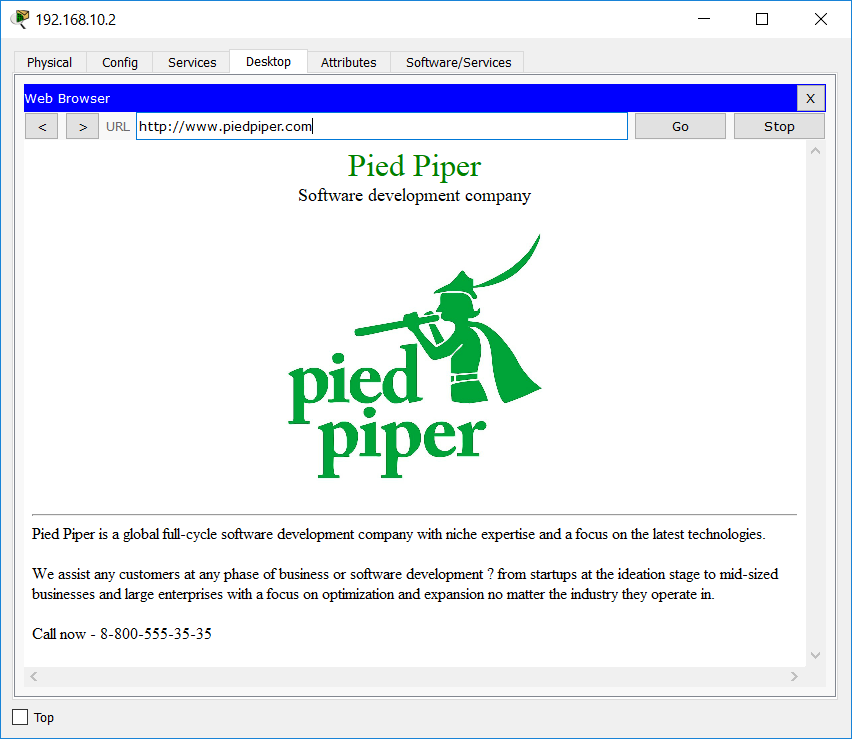 192.168.10.2
Physical Config Services Desktop Attributes Software/Services
Web Browser X
< > URL http://www.piedpiper.com Go Stop
Pied Piper
Software development company
pied
piper
Pied Piper is a global full-cycle software development company with niche expertise and a focus on the latest technologies.
We assist any customers at any phase of business or software development ? from startups at the ideation stage to mid-sized
businesses and large enterprises with a focus on optimization and expansion no matter the industry they operate in.
Call now - 8-800-555-35-35
Top